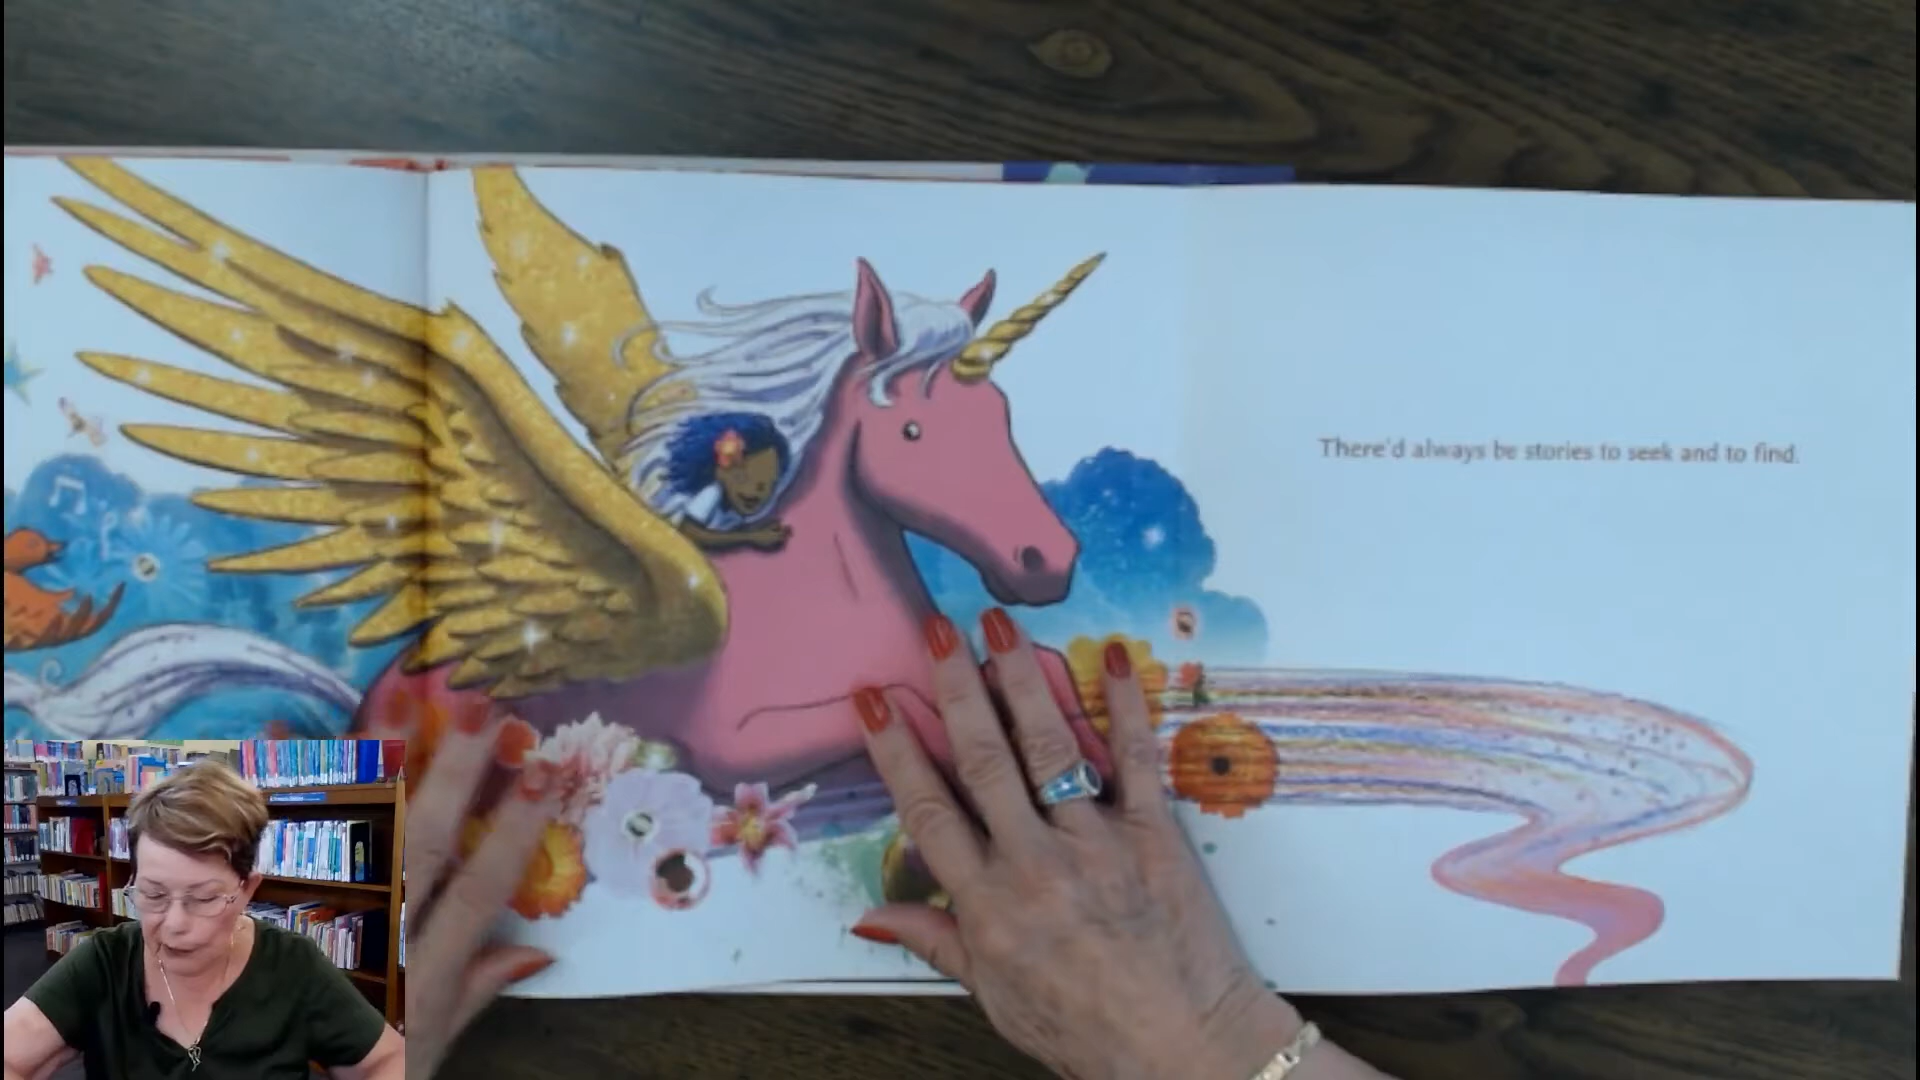 There'd always be stories to seek and to find.